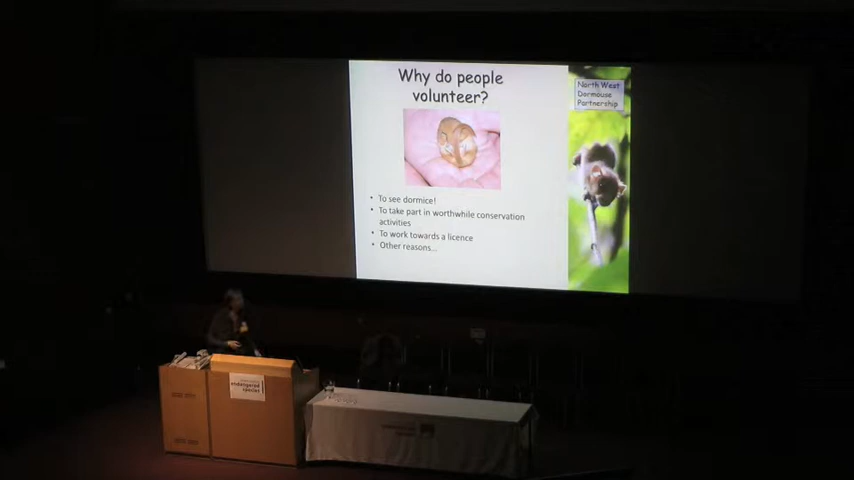 Why do people
volunteer?
North West
Dormouse
Partnership
• To see dormice!
• To take part in worthwhile conservation
activities
• To work towards a licence
• Other reasons...
endangered
species